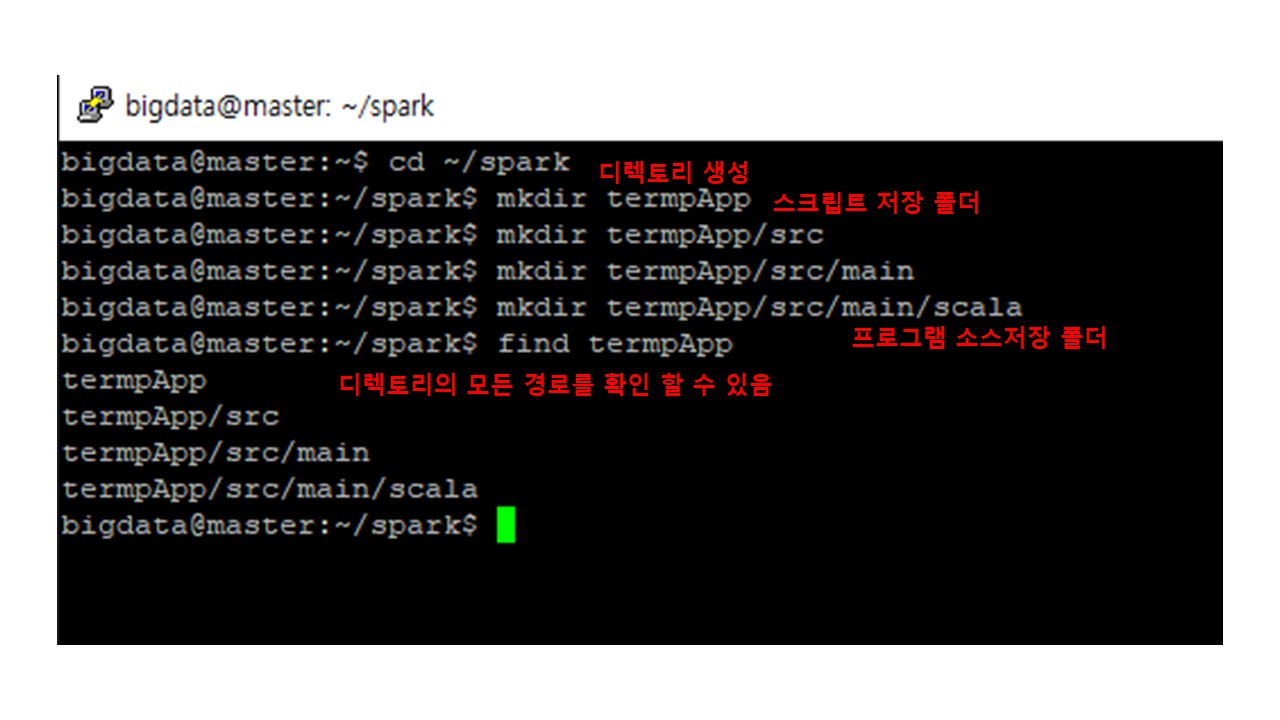 bigdata@master: ~/spark
bigdata@master:~$ cd ~/spark
디렉토리 생성
bigdata@master:~/spark$ mkdir termpApp
스크립트 저장 폴더
bigdata@master:~/spark$ mkdir termpApp/src
bigdata@master:~/spark$ mkdir termpApp/src/main
bigdata@master:~/spark$ mkdir termpApp/src/main/scala
프로그램 소스저장 폴더
bigdata@master:~/spark$ find termpApp
termpApp
디렉토리의 모든 경로를 확인 할 수 있음
termpApp/src
termpApp/src/main
termpApp/src/main/scala
bigdata@master:~/spark$